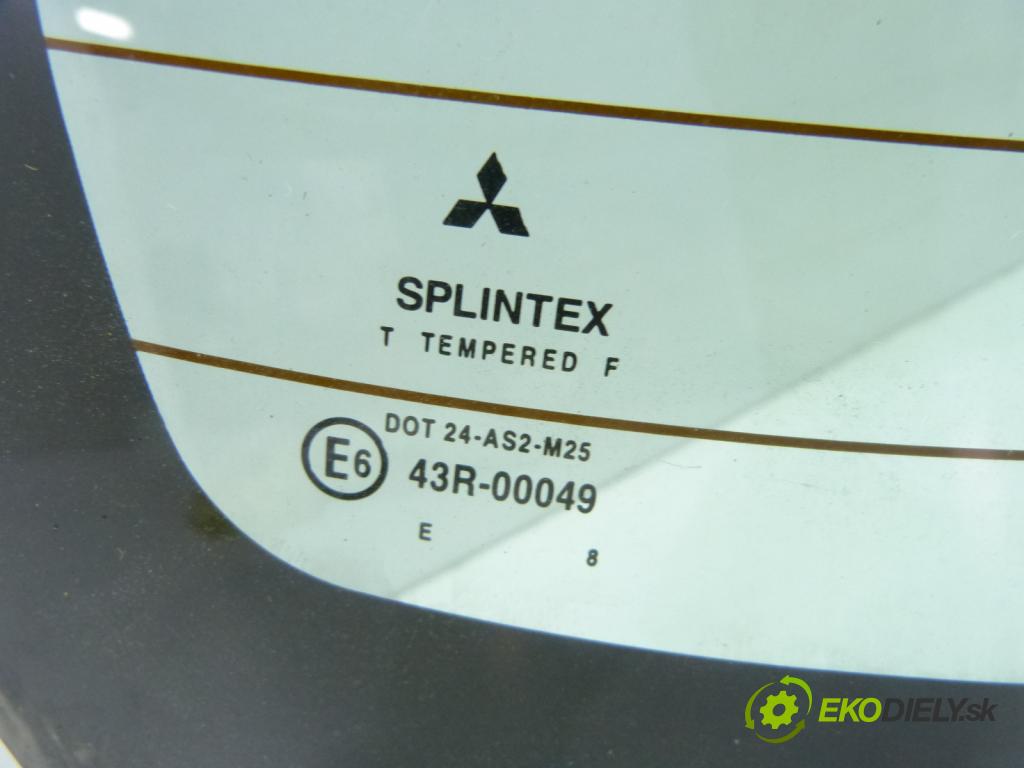 SPLINTEX
T TEMPERED F
DOT 24-AS2-M25
E6 43R-00049
E 8
EKODIELY.sk